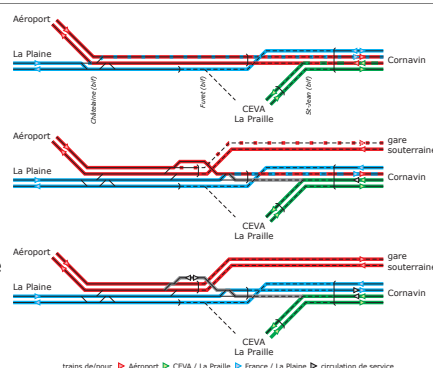 Aéroport
La Plaine
Cornavin
Châtelaine (bif)
Furet (bif)
St-Jean (bif)
CEVA
La Praille
Aéroport
gare
souterraine
La Plaine
Cornavin
CEVA
La Praille
Aéroport
gare
souterraine
La Plaine
Cornavin
CEVA
La Praille
trains de/pour Aéroport CEVA / La Praille France / La Plaine circulation de service